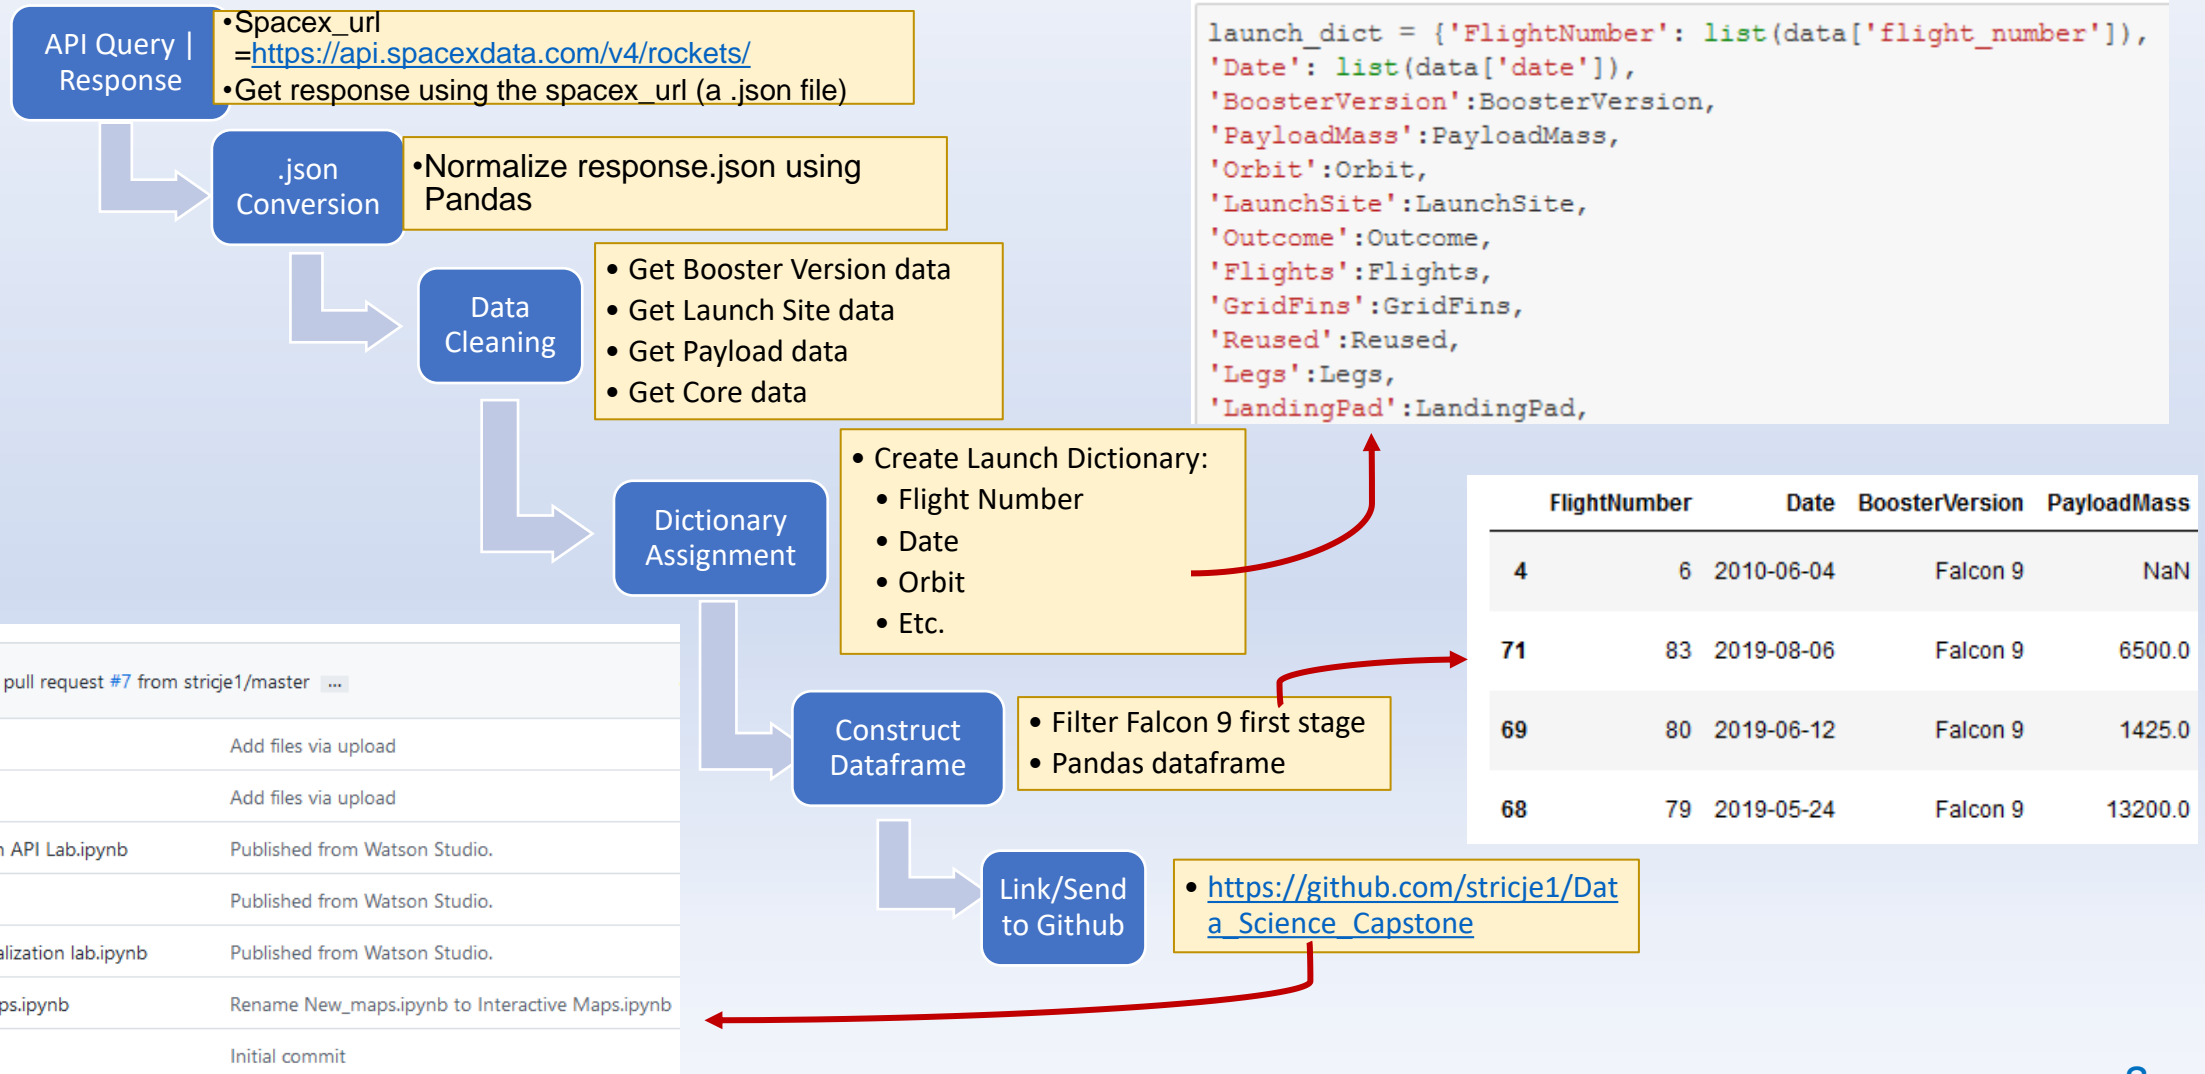 API Query |
Response
•Spacex_url
=https://api.spacexdata.com/v4/rockets/
•Get response using the spacex_url (a .json file)
.json
Conversion
•Normalize response.json using
Pandas
Data
Cleaning
• Get Booster Version data
• Get Launch Site data
• Get Payload data
• Get Core data
Dictionary
Assignment
• Create Launch Dictionary:
• Flight Number
• Date
• Orbit
• Etc.
Construct
Dataframe
• Filter Falcon 9 first stage
• Pandas dataframe
Link/Send
to Github
• https://github.com/stricje1/Dat
a_Science_Capstone
launch_dict = {'FlightNumber': list(data['flight_number']),
'Date': list(data['date']),
'BoosterVersion':BoosterVersion,
'PayloadMass':PayloadMass,
'Orbit':Orbit,
'LaunchSite':LaunchSite,
'Outcome':Outcome,
'Flights':Flights,
'GridFins':GridFins,
'Reused':Reused,
'Legs':Legs,
'LandingPad':LandingPad,
FlightNumber Date BoosterVersion PayloadMass
4 6 2010-06-04 Falcon 9 NaN
71 83 2019-08-06 Falcon 9 6500.0
69 80 2019-06-12 Falcon 9 1425.0
68 79 2019-05-24 Falcon 9 13200.0
pull request #7 from stricje1/master ...
Add files via upload
Add files via upload
API Lab.ipynb Published from Watson Studio.
Published from Watson Studio.
alization lab.ipynb Published from Watson Studio.
ps.ipynb Rename New_maps.ipynb to Interactive Maps.ipynb
Initial commit